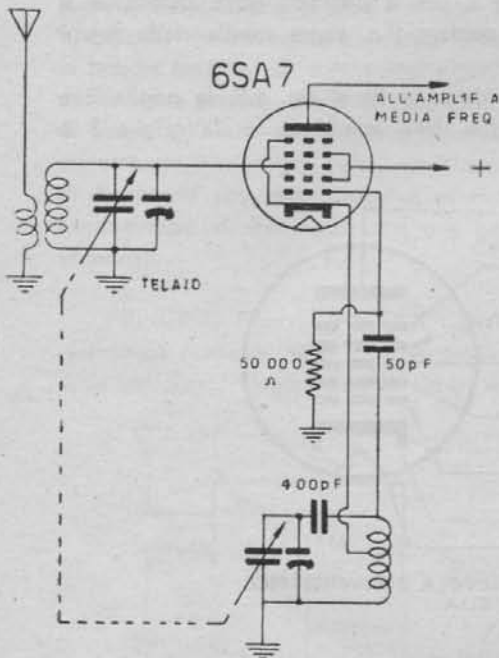 6SA7
ALL'AMPLIF A
MEDIA FREQ
+
TELAIO
50 000
Ω
50pF
400pF